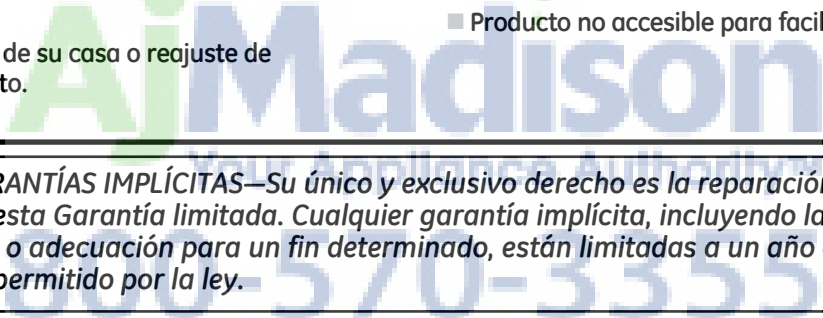 Producto no accesible para facil
de su casa o reajuste de
to.
AjMadison
Your Appliance Authority™
RANTÍAS IMPLÍCITAS—Su único y exclusivo derecho es la reparación
esta Garantía limitada. Cualquier garantía implícita, incluyendo la
o adecuación para un fin determinado, están limitadas a un año
permitido por la ley.
800-570-3355